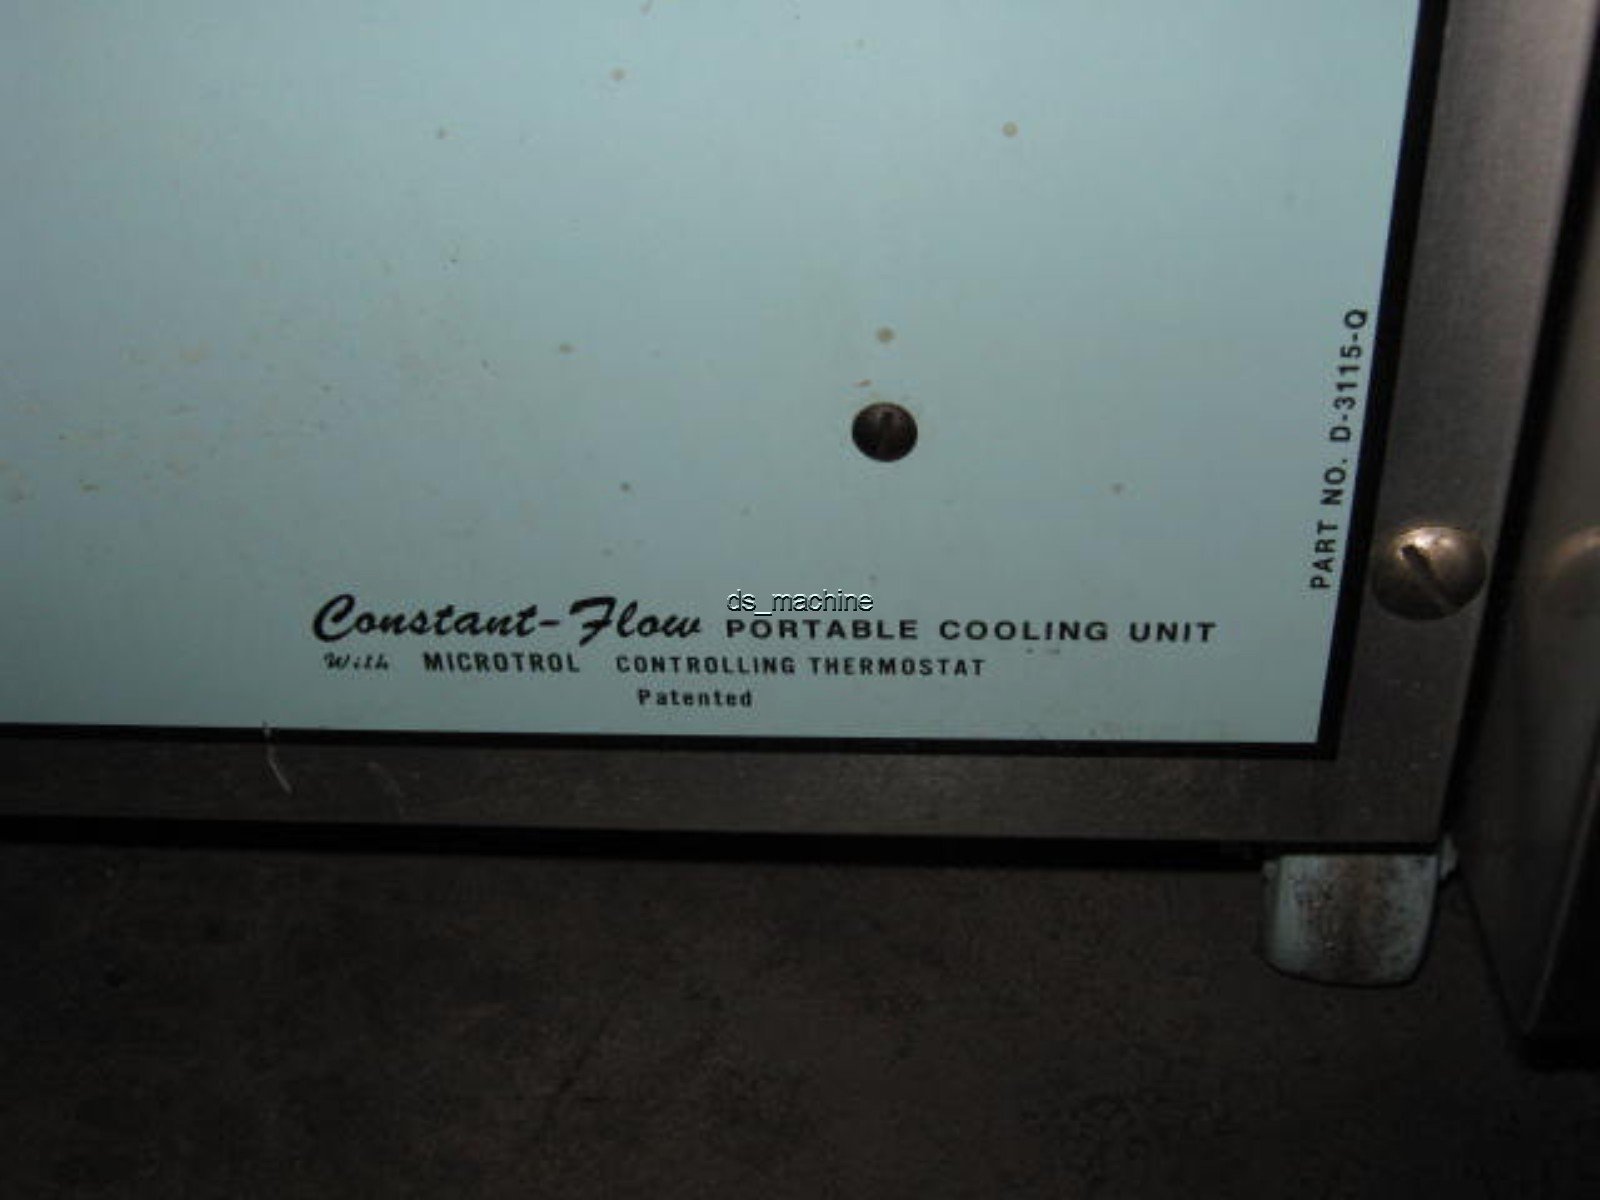 ds_machine
Constant-Flow PORTABLE COOLING UNIT
With MICROTROL CONTROLLING THERMOSTAT
Patented
PART NO. D-3115-Q